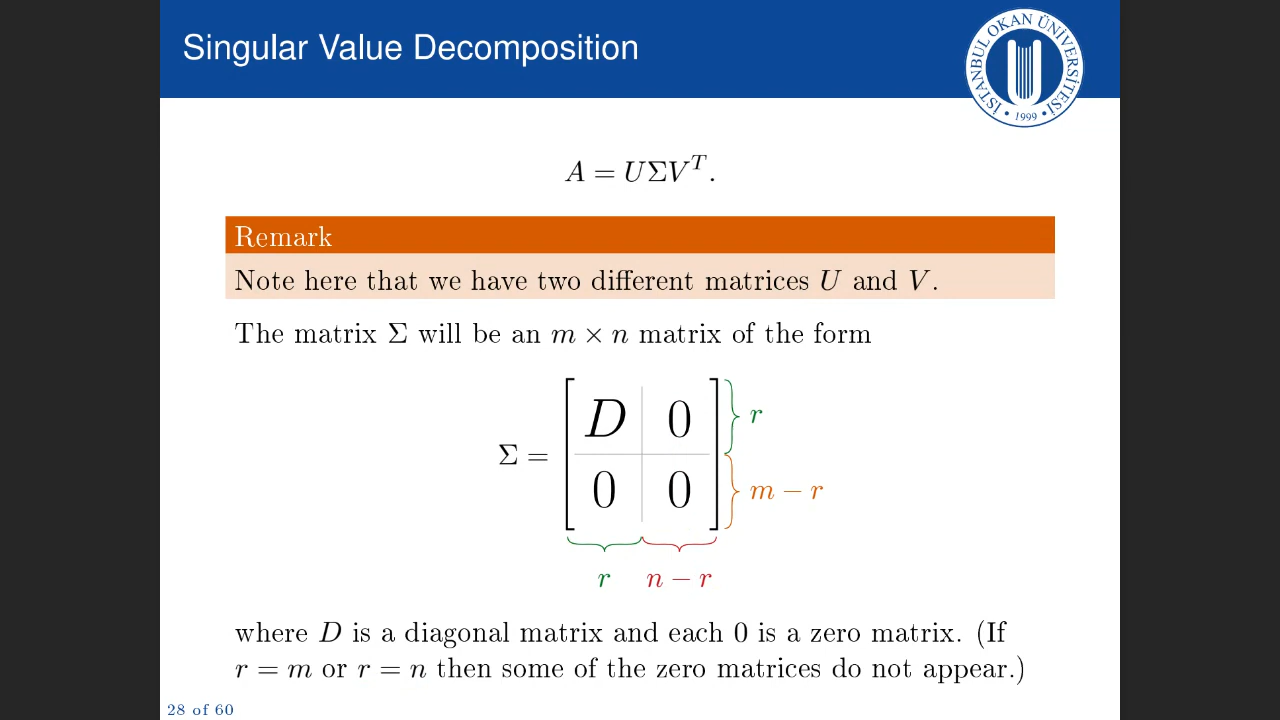 Singular Value Decomposition
İSTANBUL OKAN ÜNİVERSİTESİ
• 1999 •
A = UΣV^T.
Remark
Note here that we have two different matrices U and V.
The matrix Σ will be an m × n matrix of the form
Σ = [ D 0
0 0 ]
r
m − r
r n − r
where D is a diagonal matrix and each 0 is a zero matrix. (If
r = m or r = n then some of the zero matrices do not appear.)
28 of 60